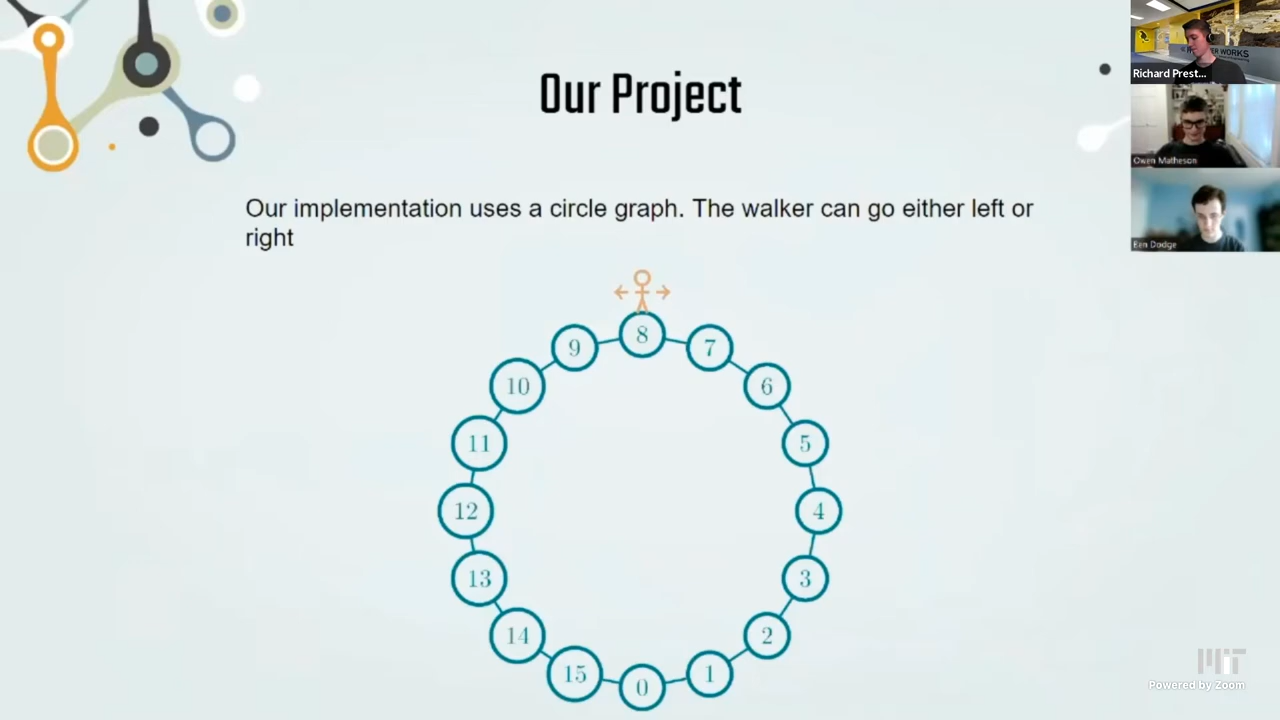 Our Project
Our implementation uses a circle graph. The walker can go either left or
right
8
9
7
10
6
11
5
12
4
13
3
14
2
15
1
0
Richard Prest...
Owen Matheson
Ben Dodge
MIT
Powered by Zoom